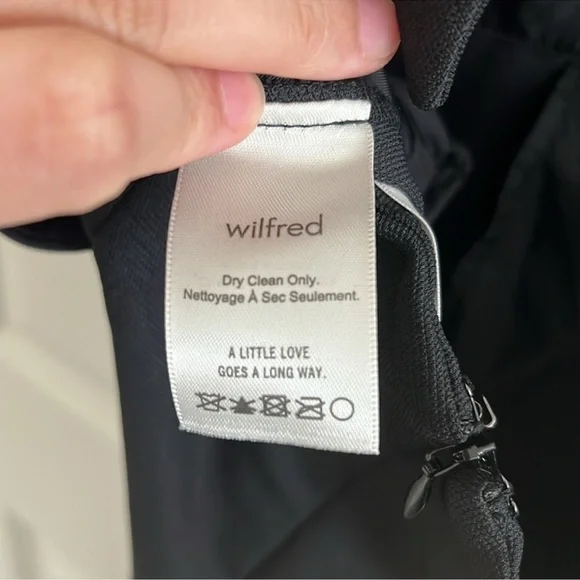 wilfred
Dry Clean Only.
Nettoyage À Sec Seulement.
A LITTLE LOVE
GOES A LONG WAY.